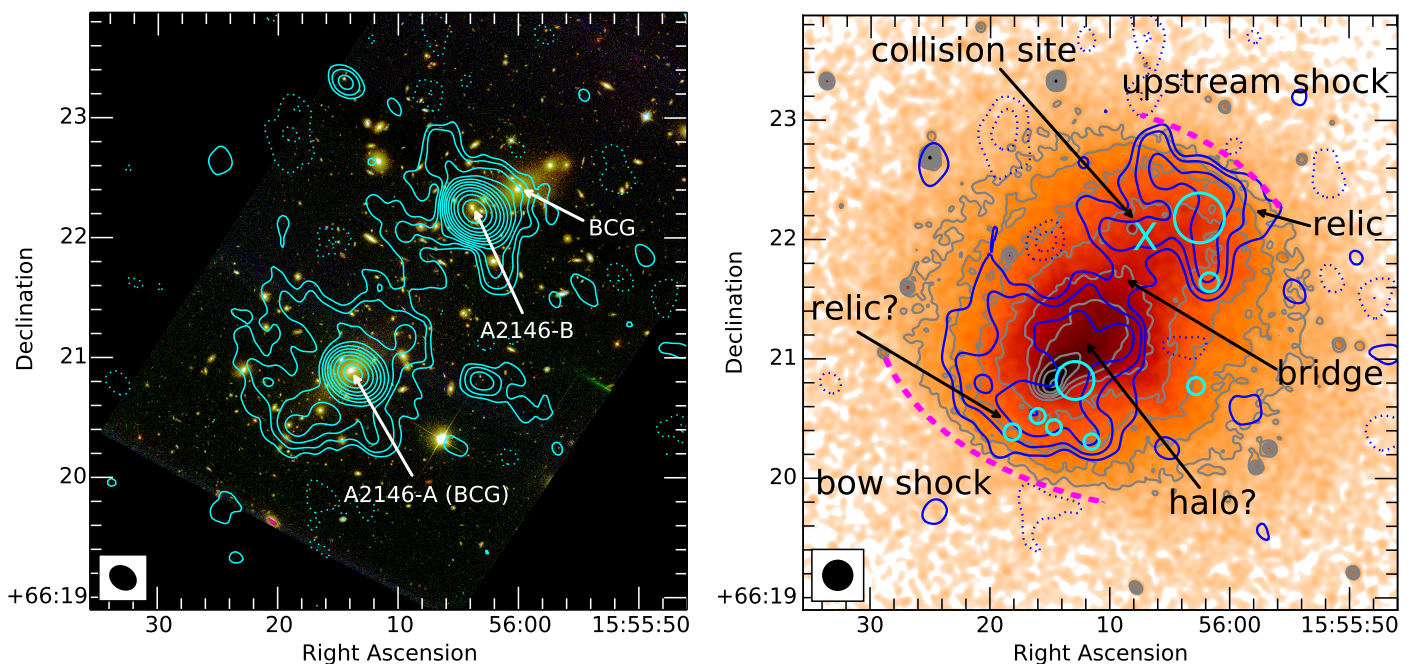 23
22
21
20
+66:19
Declination
30
20
10
56:00
15:55:50
Right Ascension
BCG
A2146-B
A2146-A (BCG)
collision site
upstream shock
23
22
21
20
+66:19
Declination
X
relic
relic?
bridge
bow shock
halo?
30
20
10
56:00
15:55:50
Right Ascension